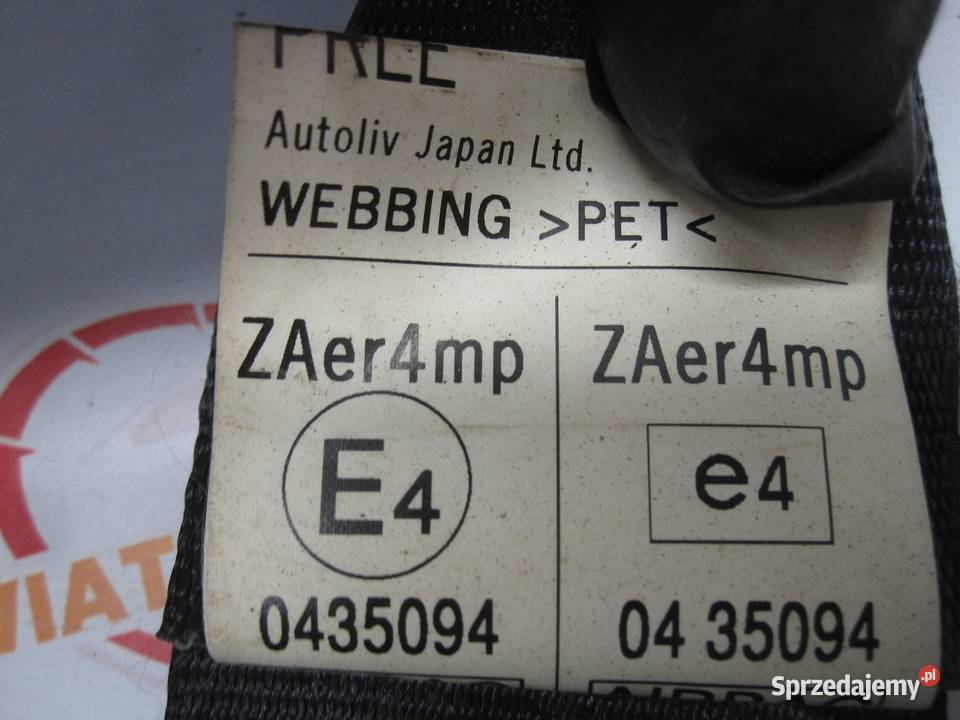 Autoliv Japan Ltd.
WEBBING >PET<
ZAer4mp ZAer4mp
E4 e4
0435094 04 35094
Sprzedajemy.pl